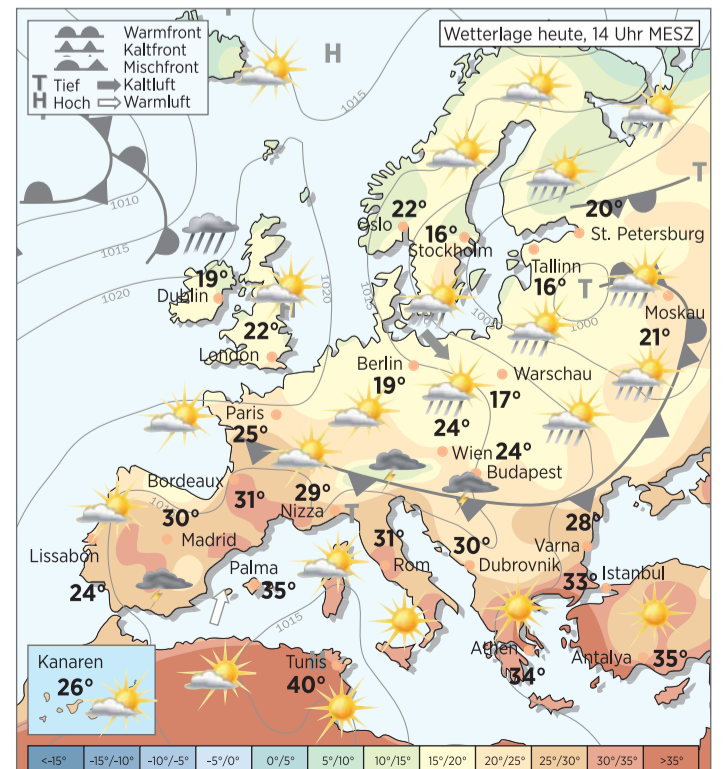 Wetterlage heute, 14 Uhr MESZ
Warmfront
Kaltfront
Mischfront
T Tief Kaltluft
H Hoch Warmluft
H
1015
T
1010
1015
1020
1020
1015
22°
Oslo
16°
Stockholm
20°
St. Petersburg
Tallinn
16°
T
1000
Moskau
21°
19°
Dublin
H
22°
London
Berlin
19°
Warschau
17°
Paris
25°
24°
Wien
24°
Budapest
Bordeaux
31°
29°
Nizza
T
30°
Madrid
Lissabon
24°
Palma
35°
31°
Rom
30°
Dubrovnik
28°
Varna
33°
Istanbul
1015
Athen
34°
Antalya
35°
Kanaren
26°
Tunis
40°
<-15° -15°/-10° -10°/-5° -5°/0° 0°/5° 5°/10° 10°/15° 15°/20° 20°/25° 25°/30° 30°/35° >35°